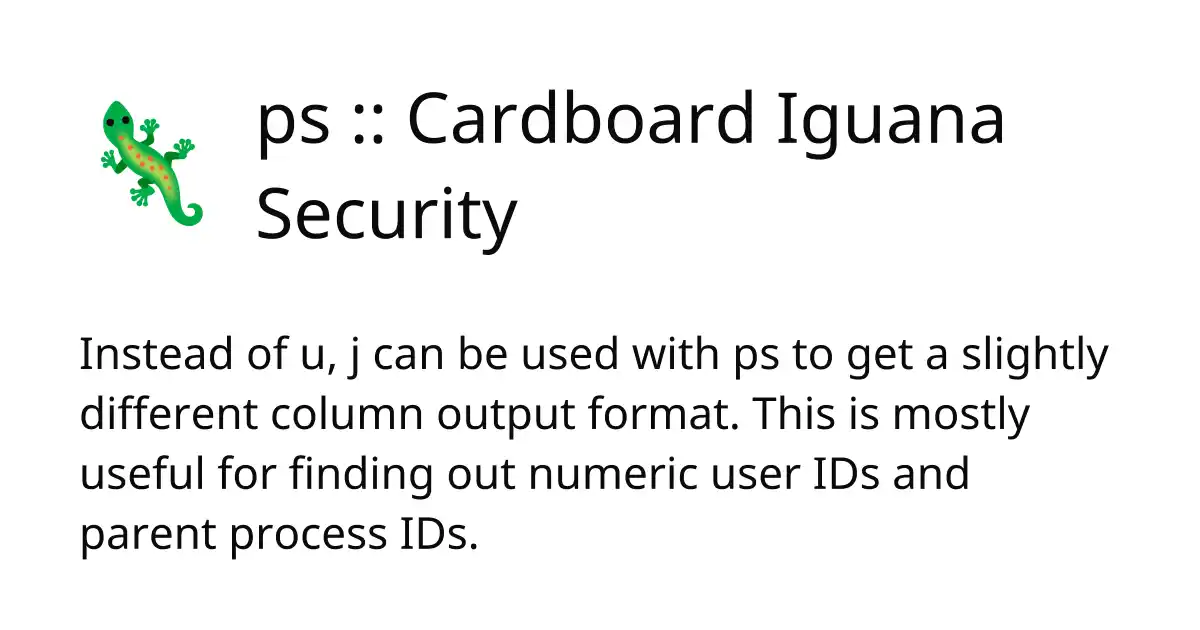 ps :: Cardboard Iguana
Security
Instead of u, j can be used with ps to get a slightly
different column output format. This is mostly
useful for finding out numeric user IDs and
parent process IDs.